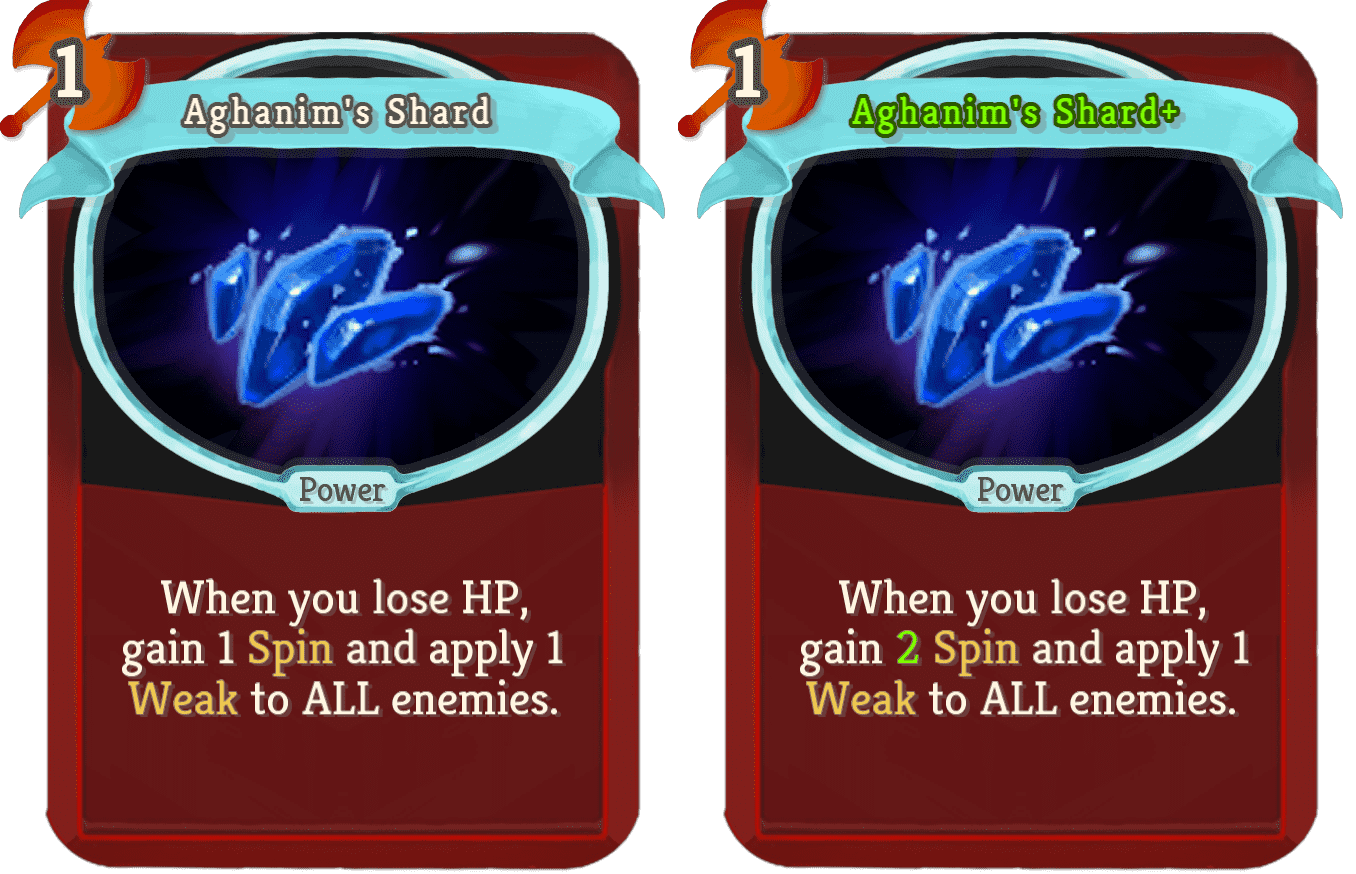 1
Aghanim's Shard
Power
When you lose HP,
gain 1 Spin and apply 1
Weak to ALL enemies.
1
Aghanim's Shard+
Power
When you lose HP,
gain 2 Spin and apply 1
Weak to ALL enemies.